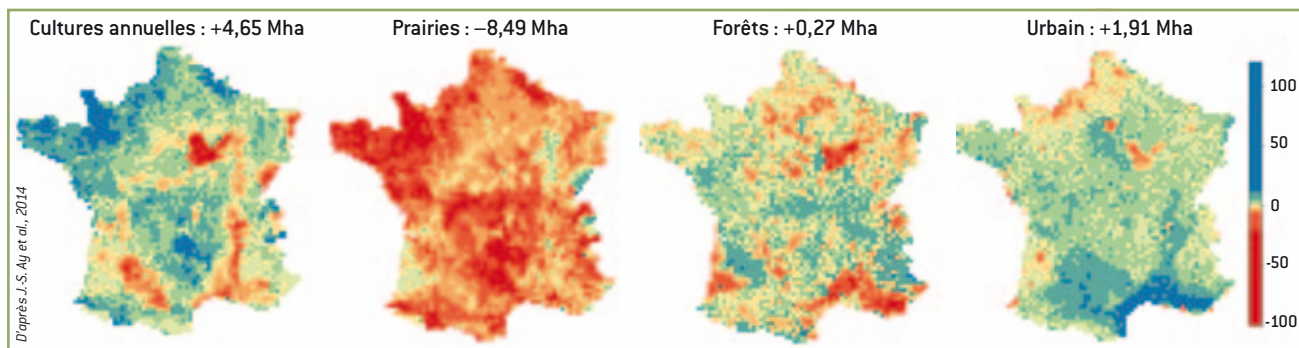 Cultures annuelles : +4,65 Mha
Prairies : –8,49 Mha
Forêts : +0,27 Mha
Urbain : +1,91 Mha
100
50
0
-50
-100
D'après J.-S. Ay et al., 2014